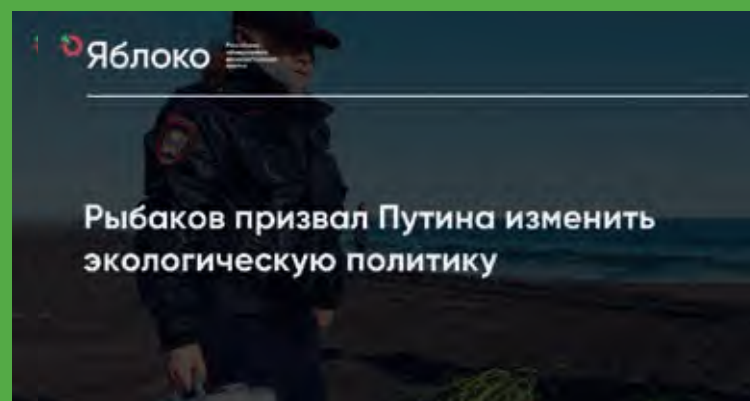 Яблоко
Рыбаков призвал Путина изменить
экологическую политику